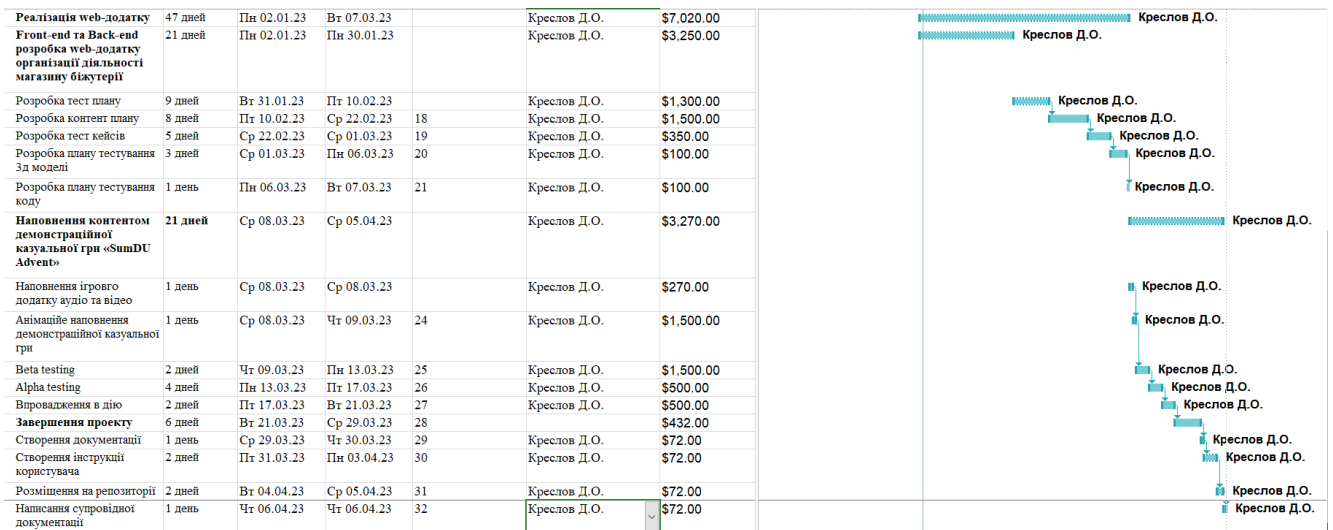 Реалізація web-додатку 47 дней Пн 02.01.23 Вт 07.03.23 Креслов Д.О. $7,020.00 Креслов Д.О.
Front-end та Back-end 21 дней Пн 02.01.23 Пн 30.01.23 Креслов Д.О. $3,250.00 Креслов Д.О.
розробка web-додатку
організації діяльності
магазину біжутерії
Розробка тест плану 9 дней Вт 31.01.23 Пт 10.02.23 Креслов Д.О. $1,300.00 Креслов Д.О.
Розробка контент плану 8 дней Пт 10.02.23 Ср 22.02.23 18 Креслов Д.О. $1,500.00 Креслов Д.О.
Розробка тест кейсів 5 дней Ср 22.02.23 Ср 01.03.23 19 Креслов Д.О. $350.00 Креслов Д.О.
Розробка плану тестування 3 дней Ср 01.03.23 Пн 06.03.23 20 Креслов Д.О. $100.00 Креслов Д.О.
3д моделі
Розробка плану тестування 1 день Пн 06.03.23 Вт 07.03.23 21 Креслов Д.О. $100.00 Креслов Д.О.
коду
Наповнення контентом 21 дней Ср 08.03.23 Ср 05.04.23 Креслов Д.О. $3,270.00 Креслов Д.О.
демонстраційної
казуальної гри «SumDU
Advent»
Наповнення ігровго 1 день Ср 08.03.23 Ср 08.03.23 Креслов Д.О. $270.00 Креслов Д.О.
додатку аудіо та відео
Анімаційе наповнення 1 день Ср 08.03.23 Чт 09.03.23 24 Креслов Д.О. $1,500.00 Креслов Д.О.
демонстраційної казуальної
гри
Beta testing 2 дней Чт 09.03.23 Пн 13.03.23 25 Креслов Д.О. $1,500.00 Креслов Д.О.
Alpha testing 4 дней Пн 13.03.23 Пт 17.03.23 26 Креслов Д.О. $500.00 Креслов Д.О.
Впровадження в дію 2 дней Пт 17.03.23 Вт 21.03.23 27 Креслов Д.О. $500.00 Креслов Д.О.
Завершення проекту 6 дней Вт 21.03.23 Ср 29.03.23 28 $432.00
Створення документації 1 день Ср 29.03.23 Чт 30.03.23 29 Креслов Д.О. $72.00 Креслов Д.О.
Створення інструкції 2 дней Пт 31.03.23 Пн 03.04.23 30 Креслов Д.О. $72.00 Креслов Д.О.
користувача
Розміщення на репозиторії 2 дней Вт 04.04.23 Ср 05.04.23 31 Креслов Д.О. $72.00 Креслов Д.О.
Написання супровідної 1 день Чт 06.04.23 Чт 06.04.23 32 Креслов Д.О. $72.00 Креслов Д.О.
документації